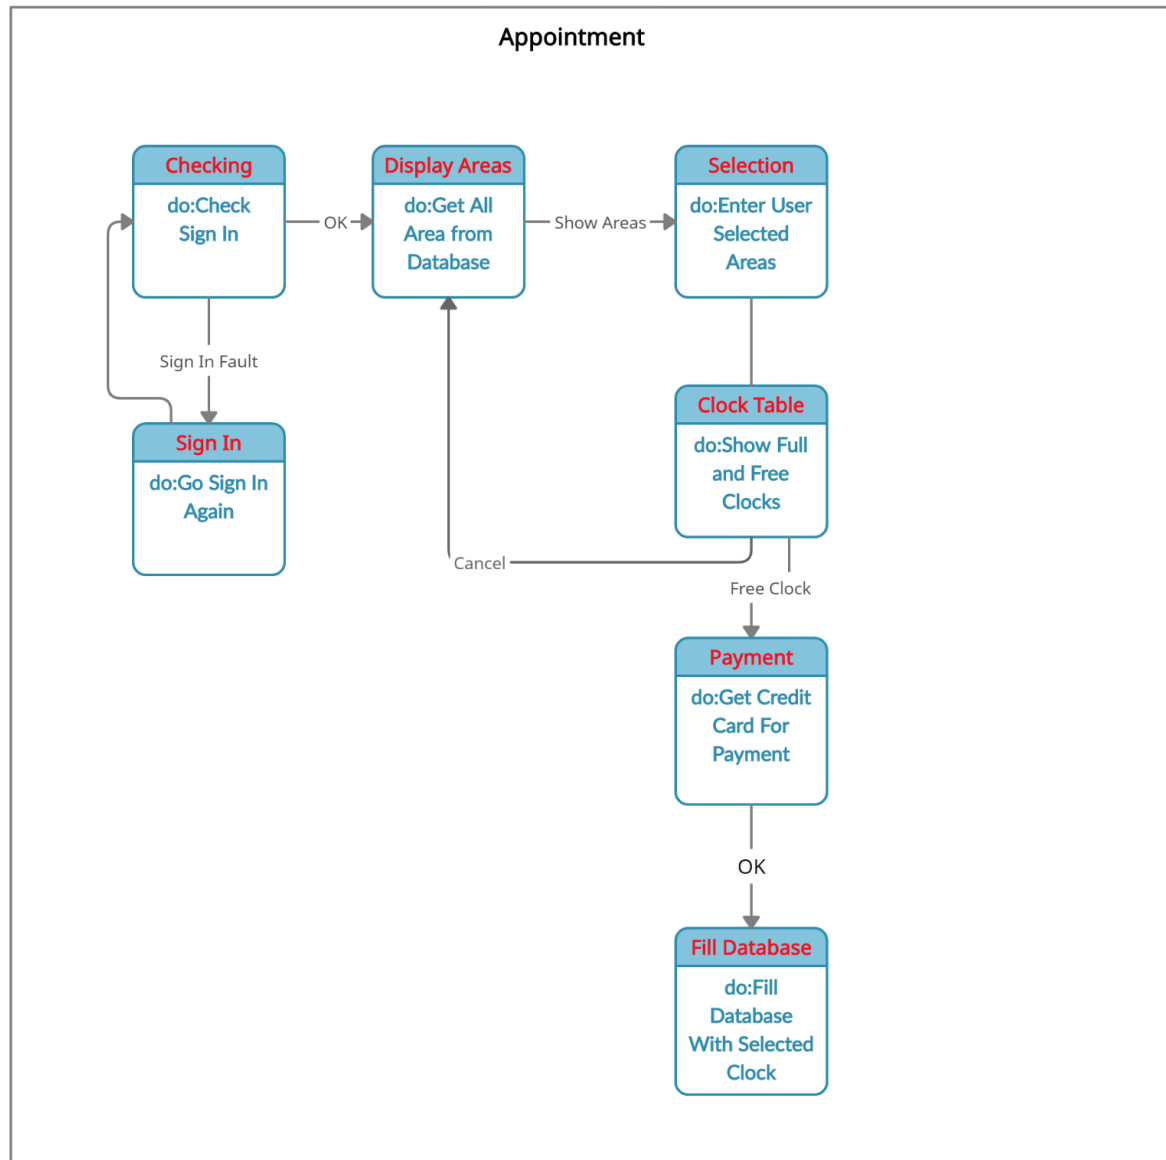 Appointment
Checking
do:Check
Sign In
OK
Display Areas
do:Get All
Area from
Database
Show Areas
Selection
do:Enter User
Selected
Areas
Sign In Fault
Sign In
do:Go Sign In
Again
Clock Table
do:Show Full
and Free
Clocks
Cancel
Free Clock
Payment
do:Get Credit
Card For
Payment
OK
Fill Database
do:Fill
Database
With Selected
Clock